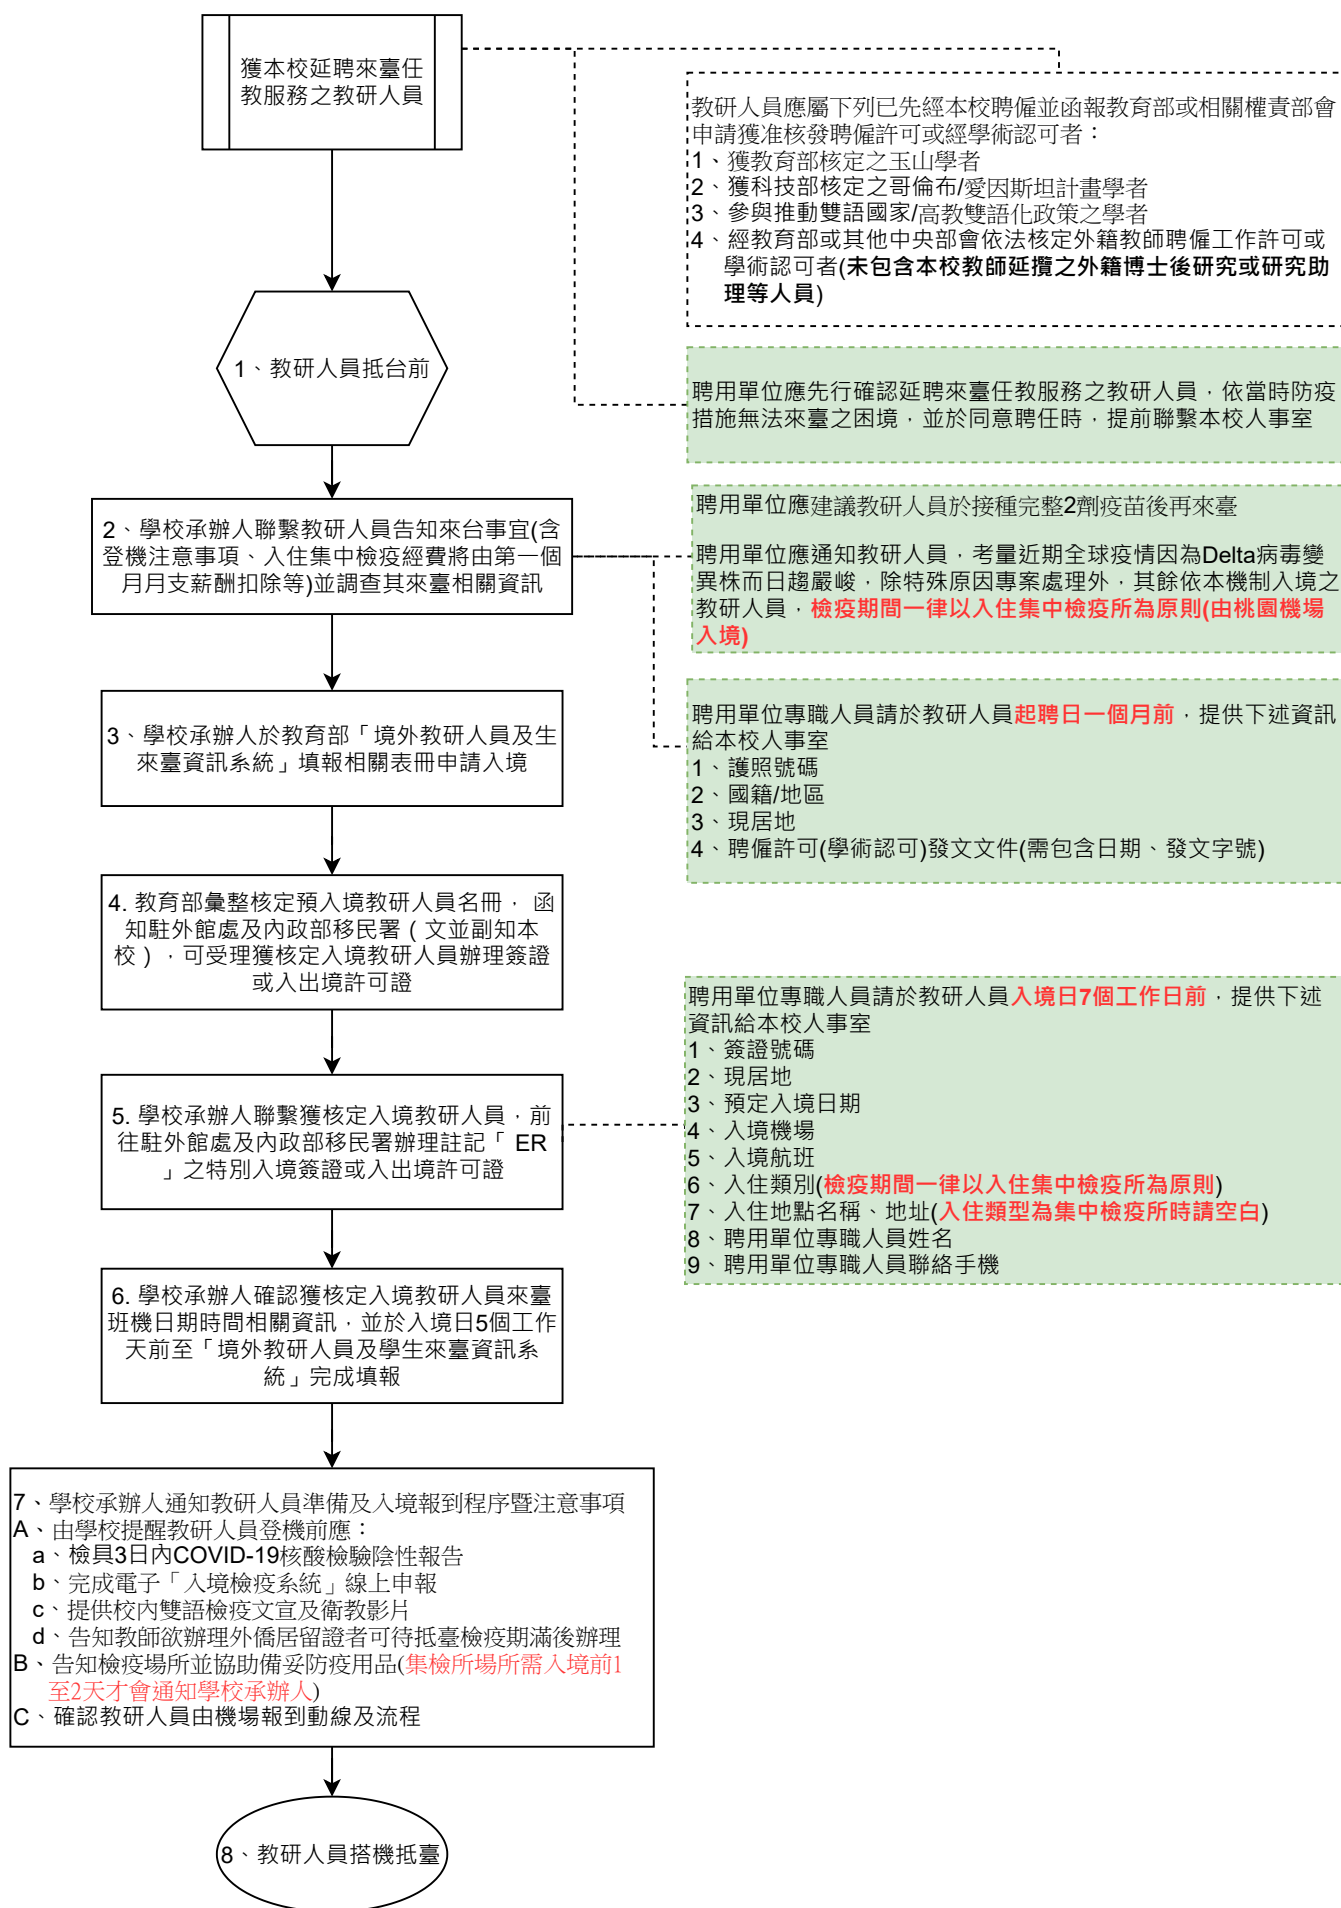 獲本校延聘來臺任
教服務之教研人員
教研人員應屬下列已先經本校聘僱並函報教育部或相關權責部會
申請獲准核發聘僱許可或經學術認可者：
1、獲教育部核定之玉山學者
2、獲科技部核定之哥倫布/愛因斯坦計畫學者
3、參與推動雙語國家/高教雙語化政策之學者
4、經教育部或其他中央部會依法核定外籍教師聘僱工作許可或
學術認可者(未包含本校教師延攬之外籍博士後研究或研究助
理等人員)
1、教研人員抵台前
聘用單位應先行確認延聘來臺任教服務之教研人員，依當時防疫
措施無法來臺之困境，並於同意聘任時，提前聯繫本校人事室
2、學校承辦人聯繫教研人員告知來台事宜(含
登機注意事項、入住集中檢疫經費將由第一個
月月支薪酬扣除等)並調查其來臺相關資訊
聘用單位應建議教研人員於接種完整2劑疫苗後再來臺
聘用單位應通知教研人員，考量近期全球疫情因為Delta病毒變
異株而日趨嚴峻，除特殊原因專案處理外，其餘依本機制入境之
教研人員，檢疫期間一律以入住集中檢疫所為原則(由桃園機場
入境)
聘用單位專職人員請於教研人員起聘日一個月前，提供下述資訊
給本校人事室
1、護照號碼
2、國籍/地區
3、現居地
4、聘僱許可(學術認可)發文文件(需包含日期、發文字號)
3、學校承辦人於教育部「境外教研人員及生
來臺資訊系統」填報相關表冊申請入境
4. 教育部彙整核定預入境教研人員名冊， 函
知駐外館處及內政部移民署（文並副知本
校），可受理獲核定入境教研人員辦理簽證
或入出境許可證
聘用單位專職人員請於教研人員入境日7個工作日前，提供下述
資訊給本校人事室
1、簽證號碼
2、現居地
3、預定入境日期
4、入境機場
5、入境航班
6、入住類別(檢疫期間一律以入住集中檢疫所為原則)
7、入住地點名稱、地址(入住類型為集中檢疫所時請空白)
8、聘用單位專職人員姓名
9、聘用單位專職人員聯絡手機
5. 學校承辦人聯繫獲核定入境教研人員，前
往駐外館處及內政部移民署辦理註記「 ER
」之特別入境簽證或入出境許可證
6. 學校承辦人確認獲核定入境教研人員來臺
班機日期時間相關資訊，並於入境日5個工作
天前至「境外教研人員及學生來臺資訊系
統」完成填報
7、學校承辦人通知教研人員準備及入境報到程序暨注意事項
A、由學校提醒教研人員登機前應：
a、檢具3日內COVID-19核酸檢驗陰性報告
b、完成電子「入境檢疫系統」線上申報
c、提供校內雙語檢疫文宣及衛教影片
d、告知教師欲辦理外僑居留證者可待抵臺檢疫期滿後辦理
B、告知檢疫場所並協助備妥防疫用品(集檢所場所需入境前1
至2天才會通知學校承辦人)
C、確認教研人員由機場報到動線及流程
8、教研人員搭機抵臺